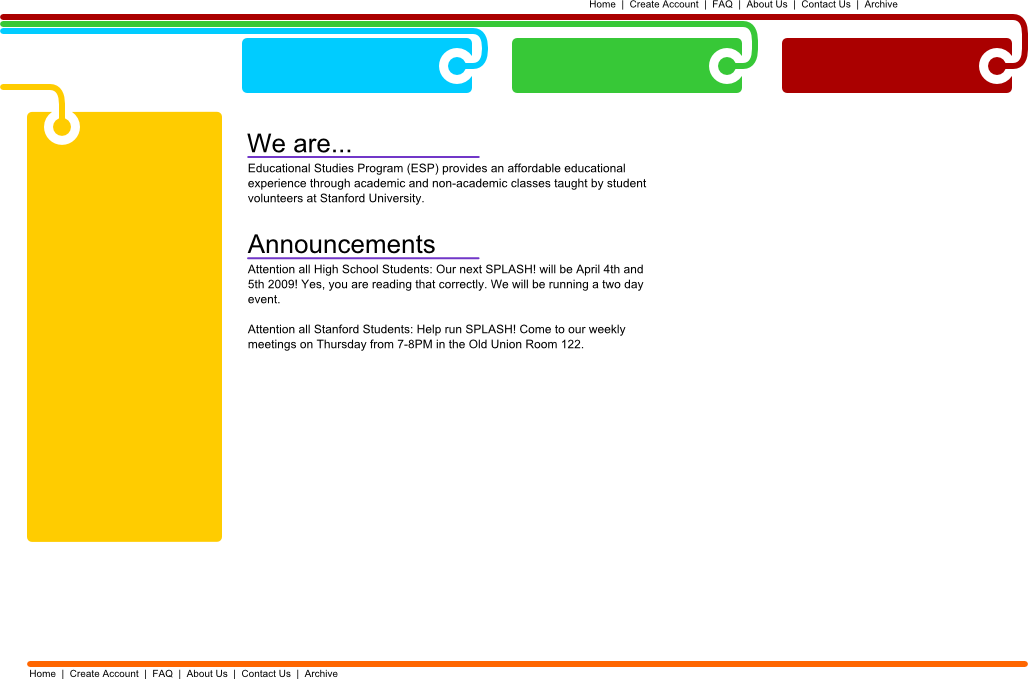 Home | Create Account | FAQ | About Us | Contact Us | Archive
We are...
Educational Studies Program (ESP) provides an affordable educational
experience through academic and non-academic classes taught by student
volunteers at Stanford University.
Announcements
Attention all High School Students: Our next SPLASH! will be April 4th and
5th 2009! Yes, you are reading that correctly. We will be running a two day
event.
Attention all Stanford Students: Help run SPLASH! Come to our weekly
meetings on Thursday from 7-8PM in the Old Union Room 122.
Home | Create Account | FAQ | About Us | Contact Us | Archive